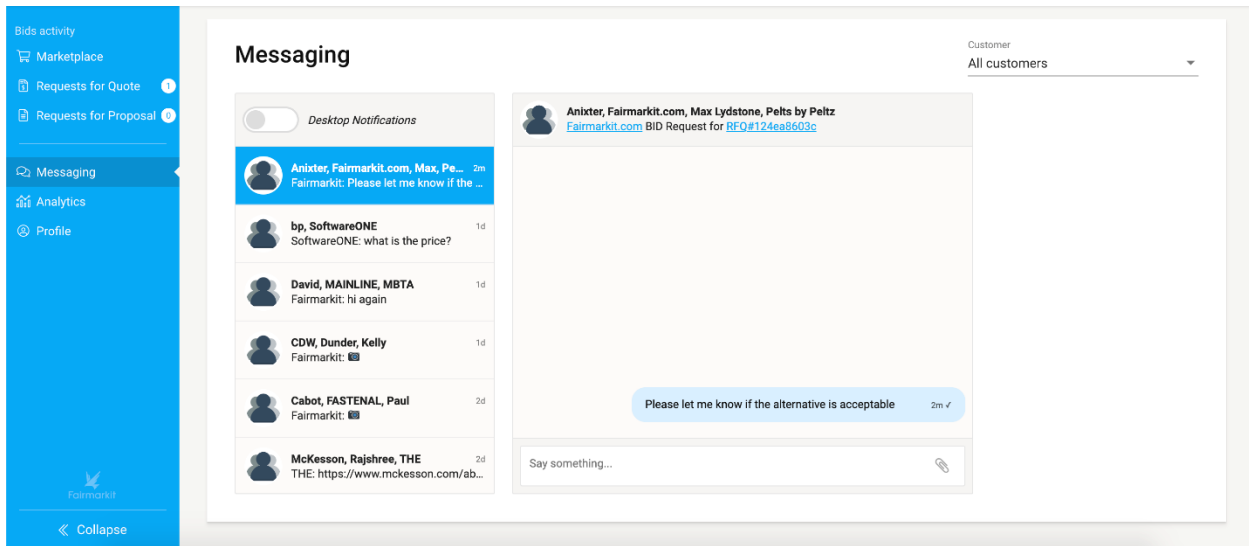 Bids activity
Marketplace
Requests for Quote 1
Requests for Proposal 0
Messaging
Analytics
Profile
Fairmarkit
Collapse
Messaging
Customer
All customers
Desktop Notifications
Anixter, Fairmarkit.com, Max, Pe... 2m
Fairmarkit: Please let me know if the ...
bp, SoftwareONE 1d
SoftwareONE: what is the price?
David, MAINLINE, MBTA 1d
Fairmarkit: hi again
CDW, Dunder, Kelly 1d
Fairmarkit: 📷
Cabot, FASTENAL, Paul 2d
Fairmarkit: 📷
McKesson, Rajshree, THE 2d
THE: https://www.mckesson.com/ab...
Anixter, Fairmarkit.com, Max Lydstone, Pelts by Peltz
Fairmarkit.com BID Request for RFQ#124ea8603c
Please let me know if the alternative is acceptable 2m ✓
Say something...